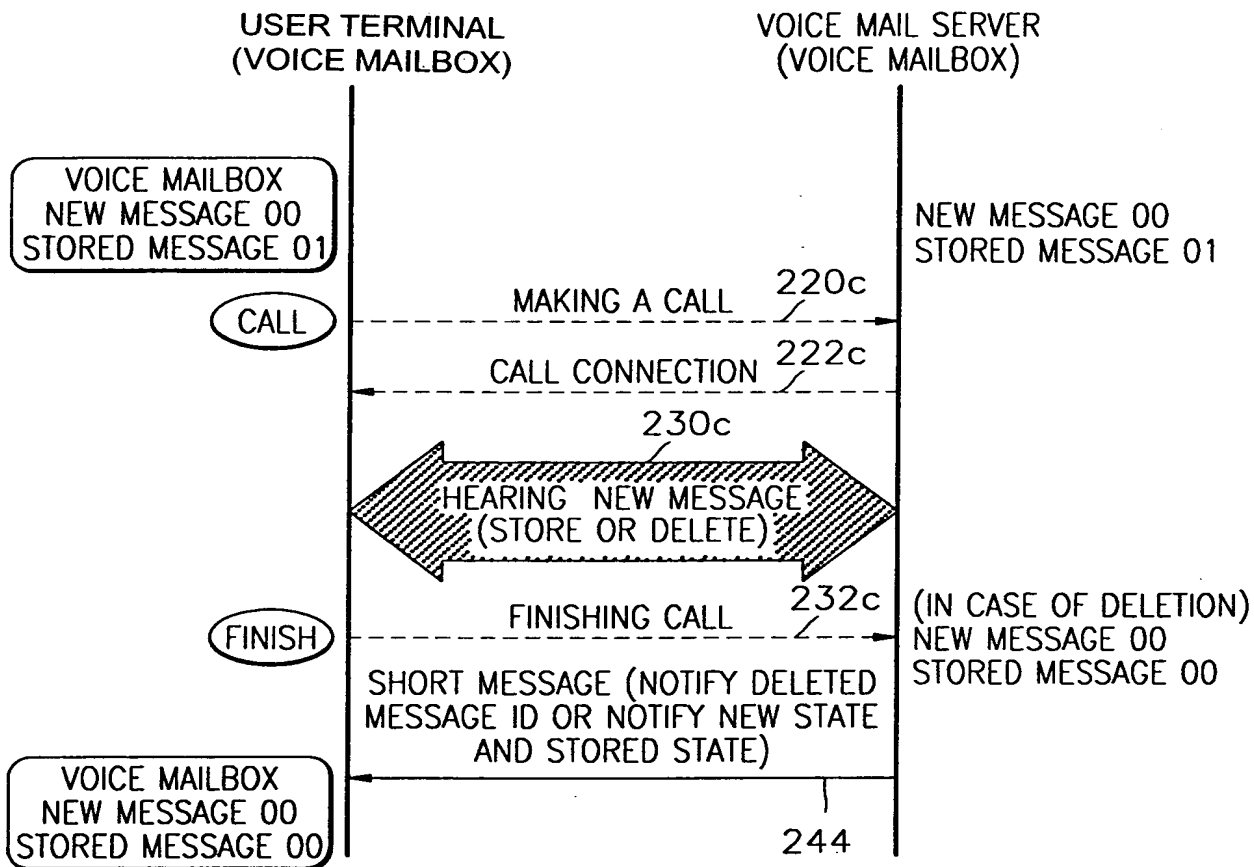 USER TERMINAL
(VOICE MAILBOX)
VOICE MAIL SERVER
(VOICE MAILBOX)
VOICE MAILBOX
NEW MESSAGE 00
STORED MESSAGE 01
NEW MESSAGE 00
STORED MESSAGE 01
CALL
MAKING A CALL
220c
CALL CONNECTION
222c
230c
HEARING NEW MESSAGE
(STORE OR DELETE)
FINISH
FINISHING CALL
232c
(IN CASE OF DELETION)
NEW MESSAGE 00
STORED MESSAGE 00
SHORT MESSAGE (NOTIFY DELETED
MESSAGE ID OR NOTIFY NEW STATE
AND STORED STATE)
244
VOICE MAILBOX
NEW MESSAGE 00
STORED MESSAGE 00